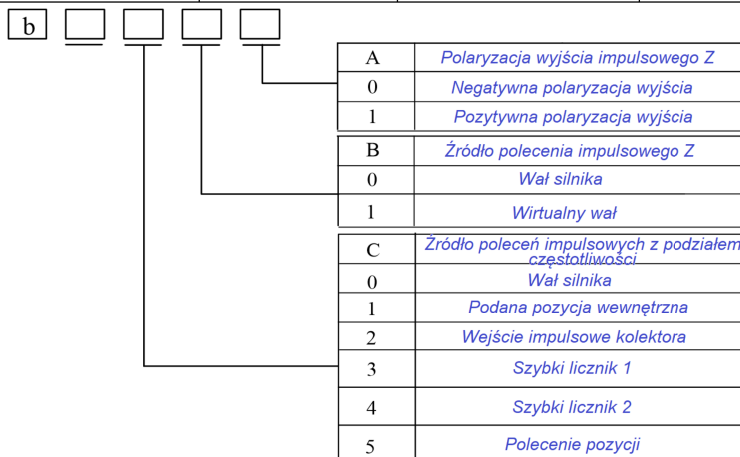 b
A Polaryzacja wyjścia impulsowego Z
0 Negatywna polaryzacja wyjścia
1 Pozytywna polaryzacja wyjścia
B Źródło polecenia impulsowego Z
0 Wał silnika
1 Wirtualny wał
C Źródło poleceń impulsowych z podziałem
częstotliwości
0 Wał silnika
1 Podana pozycja wewnętrzna
2 Wejście impulsowe kolektora
3 Szybki licznik 1
4 Szybki licznik 2
5 Polecenie pozycji